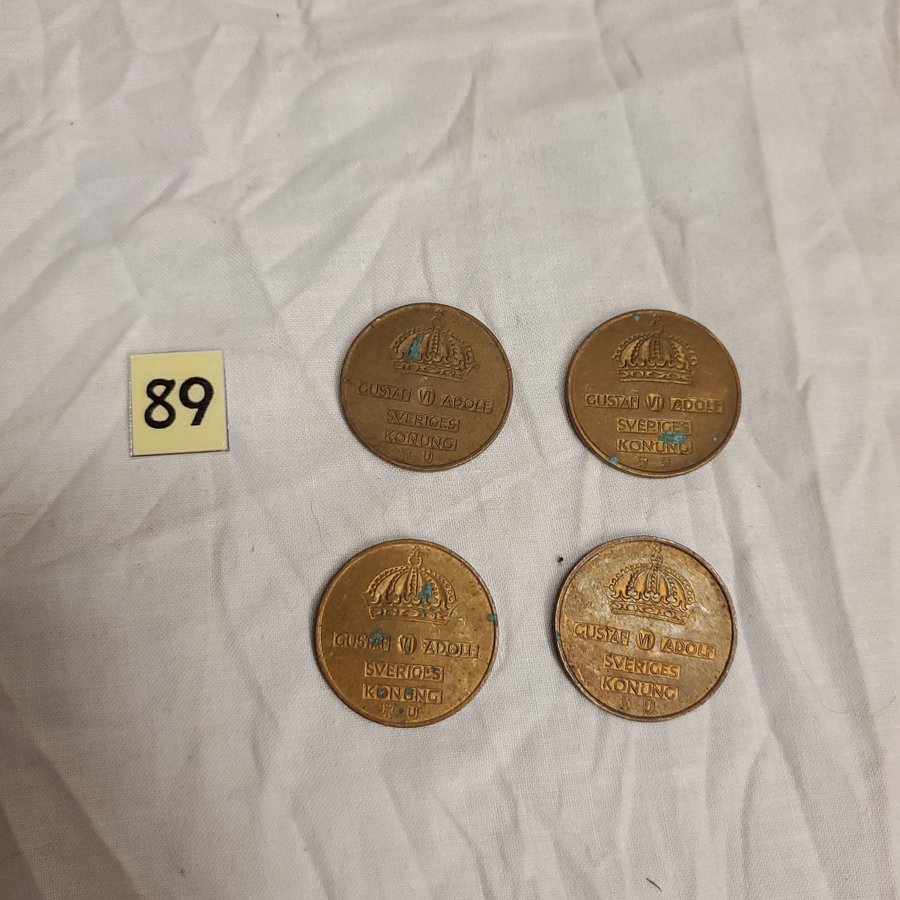 89
GUSTAF VI ADOLF
SVERIGES
KONUNG
U
GUSTAF VI ADOLF
SVERIGES
KONUNG
GUSTAF VI ADOLF
SVERIGES
KONUNG
U
GUSTAF VI ADOLF
SVERIGES
KONUNG
U